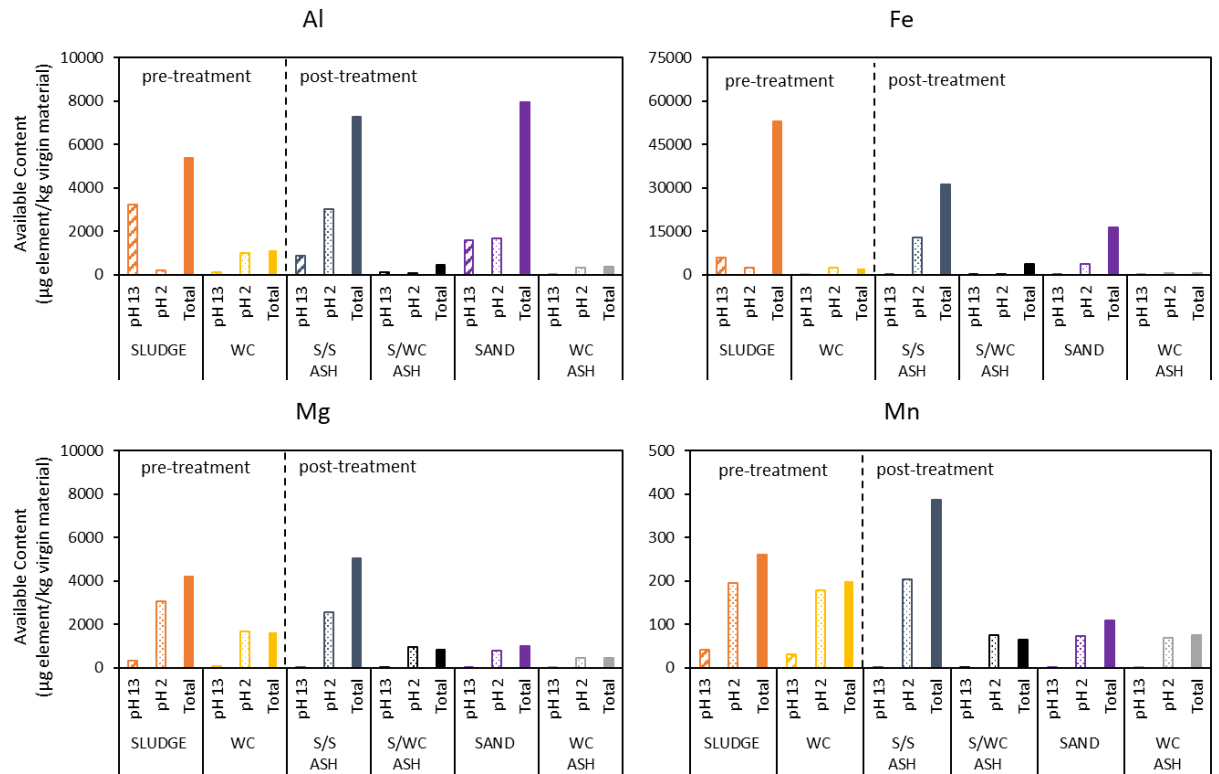 Al
Available Content
(µg element/kg virgin material)
10000
8000
6000
4000
2000
0
pre-treatment
post-treatment
pH 13
pH 2
Total
pH 13
pH 2
Total
pH 13
pH 2
Total
pH 13
pH 2
Total
pH 13
pH 2
Total
pH 13
pH 2
Total
SLUDGE
WC
S/S
ASH
S/WC
ASH
SAND
WC
ASH
Fe
75000
60000
45000
30000
15000
0
pre-treatment
post-treatment
pH 13
pH 2
Total
pH 13
pH 2
Total
pH 13
pH 2
Total
pH 13
pH 2
Total
pH 13
pH 2
Total
pH 13
pH 2
Total
SLUDGE
WC
S/S
ASH
S/WC
ASH
SAND
WC
ASH
Mg
Available Content
(µg element/kg virgin material)
10000
8000
6000
4000
2000
0
pre-treatment
post-treatment
pH 13
pH 2
Total
pH 13
pH 2
Total
pH 13
pH 2
Total
pH 13
pH 2
Total
pH 13
pH 2
Total
pH 13
pH 2
Total
SLUDGE
WC
S/S
ASH
S/WC
ASH
SAND
WC
ASH
Mn
500
400
300
200
100
0
pre-treatment
post-treatment
pH 13
pH 2
Total
pH 13
pH 2
Total
pH 13
pH 2
Total
pH 13
pH 2
Total
pH 13
pH 2
Total
pH 13
pH 2
Total
SLUDGE
WC
S/S
ASH
S/WC
ASH
SAND
WC
ASH